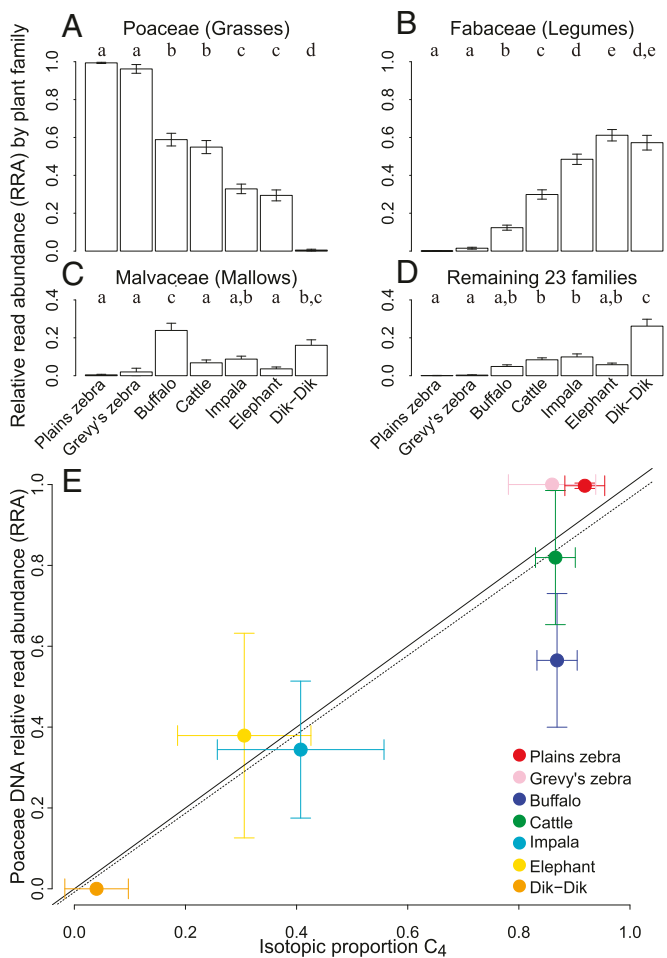 A Poaceae (Grasses)
a a b b c c d
Relative read abundance (RRA) by plant family
1.0
0.8
0.6
0.4
0.2
0.0
B Fabaceae (Legumes)
a a b c d e d,e
1.0
0.8
0.6
0.4
0.2
0.0
C Malvaceae (Mallows)
a a c a a,b a b,c
0.4
0.2
0.0
Plains zebra
Grevy's zebra
Buffalo
Cattle
Impala
Elephant
Dik−Dik
D Remaining 23 families
a a a,b b b a,b c
0.4
0.2
0.0
Plains zebra
Grevy's zebra
Buffalo
Cattle
Impala
Elephant
Dik−Dik
E
Poaceae DNA relative read abundance (RRA)
1.0
0.8
0.6
0.4
0.2
0.0
Plains zebra
Grevy's zebra
Buffalo
Cattle
Impala
Elephant
Dik−Dik
0.0 0.2 0.4 0.6 0.8 1.0
Isotopic proportion C4